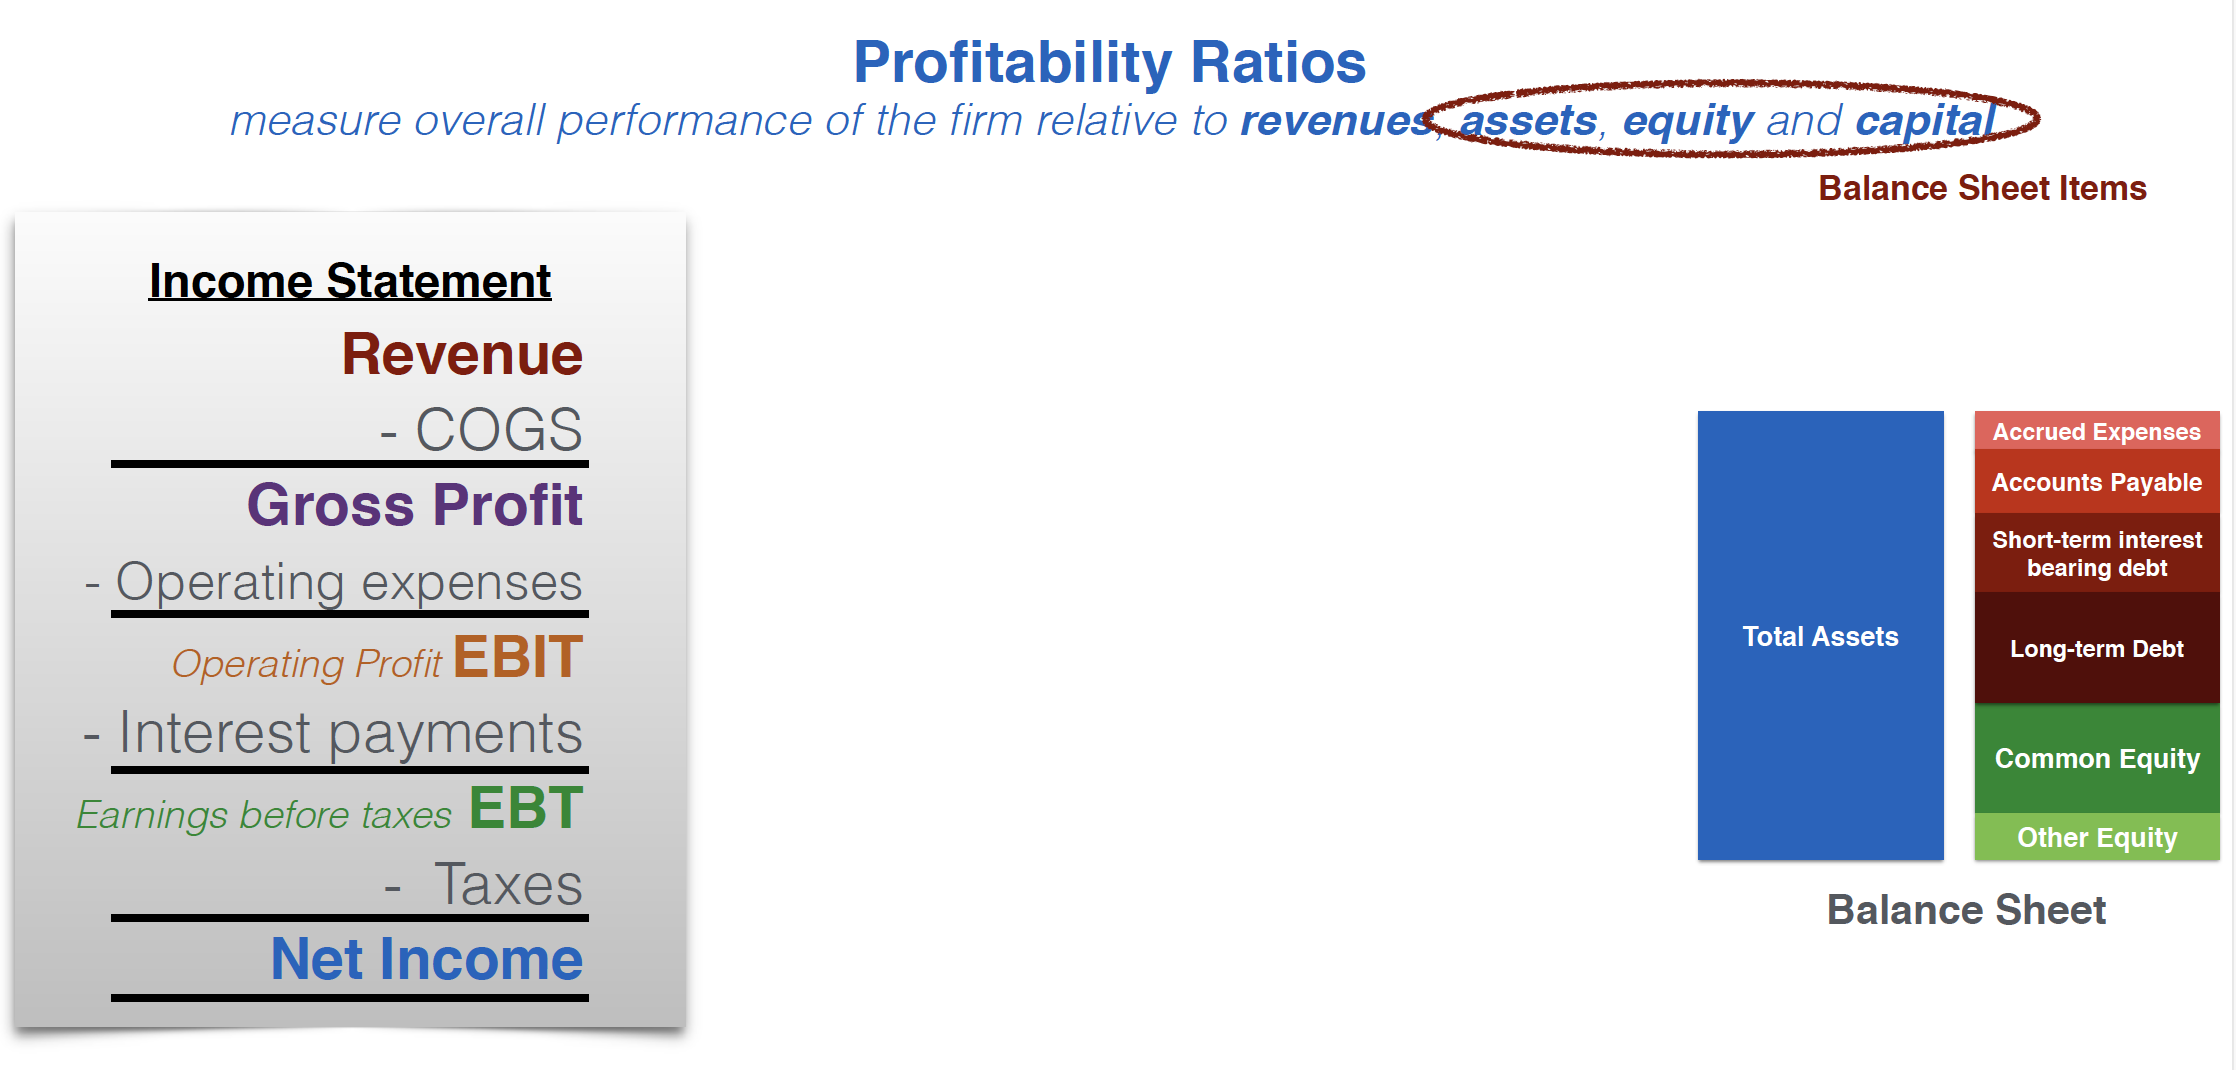 Profitability Ratios
measure overall performance of the firm relative to revenues, assets, equity and capital
Balance Sheet Items
Income Statement
Revenue
- COGS
Gross Profit
- Operating expenses
Operating Profit EBIT
- Interest payments
Earnings before taxes EBT
- Taxes
Net Income
Total Assets
Accrued Expenses
Accounts Payable
Short-term interest
bearing debt
Long-term Debt
Common Equity
Other Equity
Balance Sheet